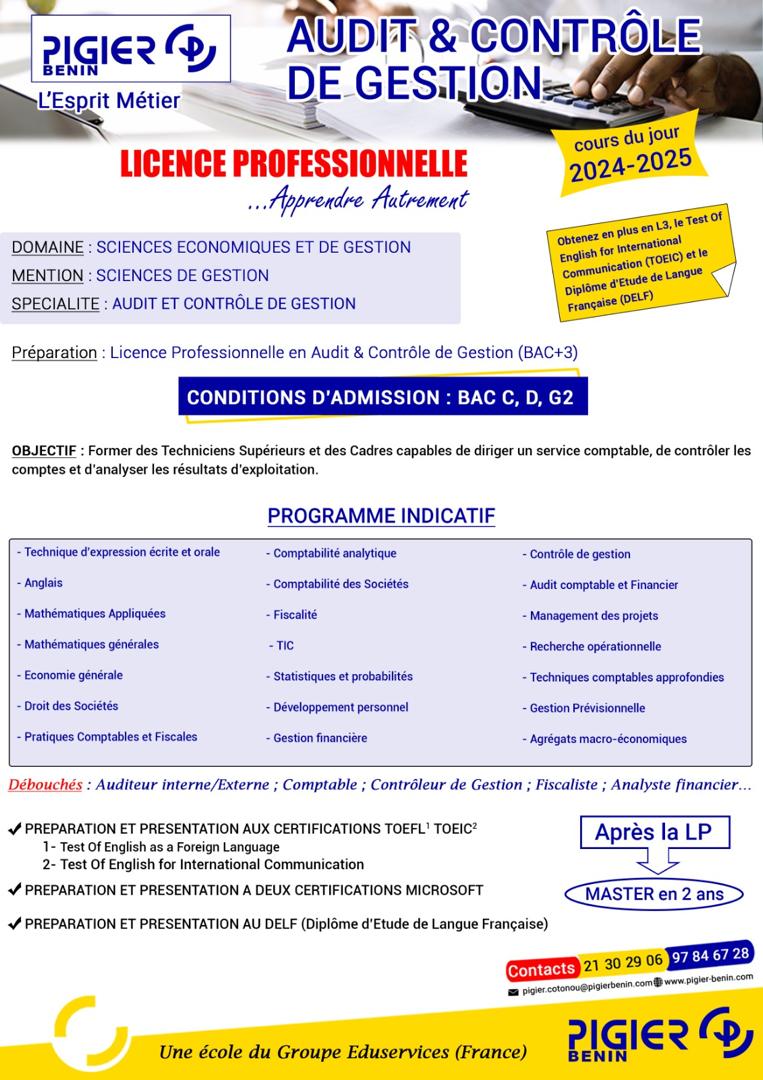 PIGIER
BENIN
L'Esprit Métier
AUDIT & CONTRÔLE
DE GESTION
cours du jour
2024-2025
LICENCE PROFESSIONNELLE
...Apprendre Autrement
Obtenez en plus en L3, le Test Of
English for International
Communication (TOEIC) et le
Diplôme d'Etude de Langue
Française (DELF)
DOMAINE : SCIENCES ECONOMIQUES ET DE GESTION
MENTION : SCIENCES DE GESTION
SPECIALITE : AUDIT ET CONTRÔLE DE GESTION
Préparation : Licence Professionnelle en Audit & Contrôle de Gestion (BAC+3)
CONDITIONS D'ADMISSION : BAC C, D, G2
OBJECTIF : Former des Techniciens Supérieurs et des Cadres capables de diriger un service comptable, de contrôler les
comptes et d'analyser les résultats d'exploitation.
PROGRAMME INDICATIF
- Technique d'expression écrite et orale
- Anglais
- Mathématiques Appliquées
- Mathématiques générales
- Economie générale
- Droit des Sociétés
- Pratiques Comptables et Fiscales
- Comptabilité analytique
- Comptabilité des Sociétés
- Fiscalité
- TIC
- Statistiques et probabilités
- Développement personnel
- Gestion financière
- Contrôle de gestion
- Audit comptable et Financier
- Management des projets
- Recherche opérationnelle
- Techniques comptables approfondies
- Gestion Prévisionnelle
- Agrégats macro-économiques
Débouchés : Auditeur interne/Externe ; Comptable ; Contrôleur de Gestion ; Fiscaliste ; Analyste financier...
✔ PREPARATION ET PRESENTATION AUX CERTIFICATIONS TOEFL¹ TOEIC²
1- Test Of English as a Foreign Language
2- Test Of English for International Communication
✔ PREPARATION ET PRESENTATION A DEUX CERTIFICATIONS MICROSOFT
✔ PREPARATION ET PRESENTATION AU DELF (Diplôme d'Etude de Langue Française)
Après la LP
MASTER en 2 ans
Contacts 21 30 29 06 97 84 67 28
pigier.cotonou@pigierbenin.com www.pigier-benin.com
Une école du Groupe Eduservices (France)
PIGIER
BENIN